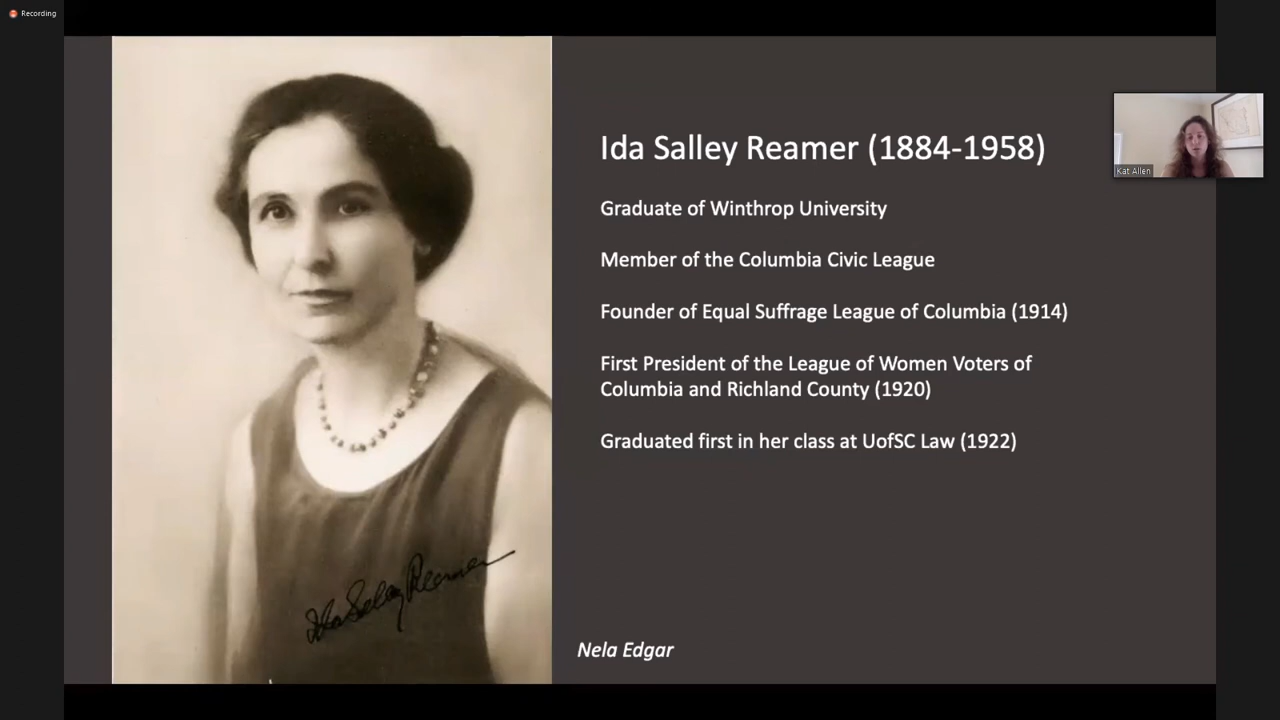 Recording
Ida Salley Reamer (1884-1958)
Kat Allen
Graduate of Winthrop University
Member of the Columbia Civic League
Founder of Equal Suffrage League of Columbia (1914)
First President of the League of Women Voters of
Columbia and Richland County (1920)
Graduated first in her class at UofSC Law (1922)
Ida Salley Reamer
Nela Edgar